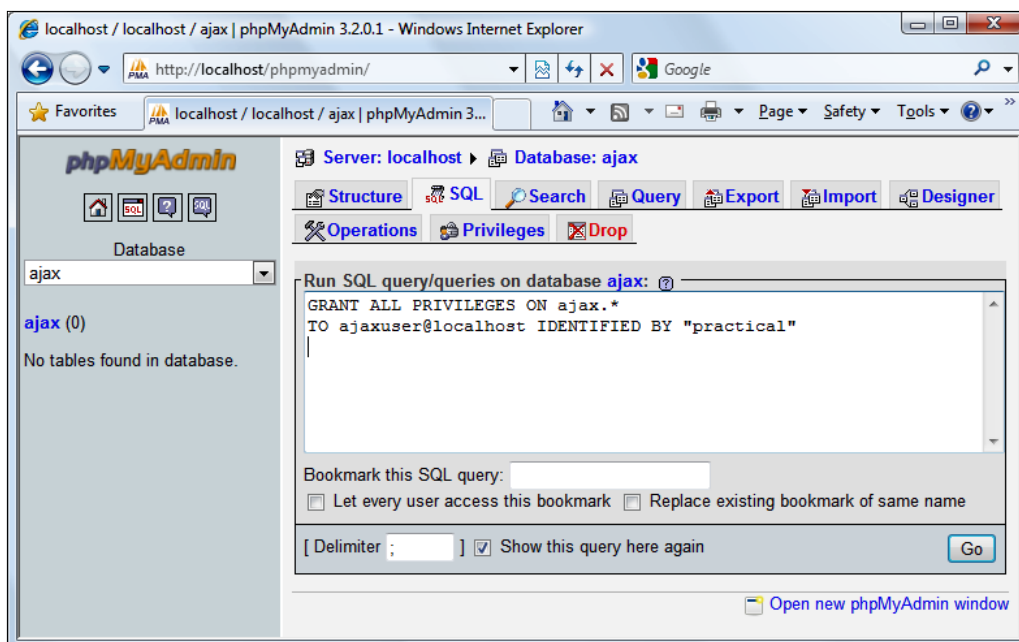 localhost / localhost / ajax | phpMyAdmin 3.2.0.1 - Windows Internet Explorer
PMA http://localhost/phpmyadmin/ Google
Favorites PMA localhost / localhost / ajax | phpMyAdmin 3... Page Safety Tools »
phpMyAdmin
SQL SQL
Database
ajax
ajax (0)
No tables found in database.
Server: localhost Database: ajax
Structure SQL Search Query Export Import Designer
Operations Privileges Drop
Run SQL query/queries on database ajax:
GRANT ALL PRIVILEGES ON ajax.*
TO ajaxuser@localhost IDENTIFIED BY "practical"
Bookmark this SQL query:
Let every user access this bookmark Replace existing bookmark of same name
[ Delimiter ; ] Show this query here again Go
Open new phpMyAdmin window